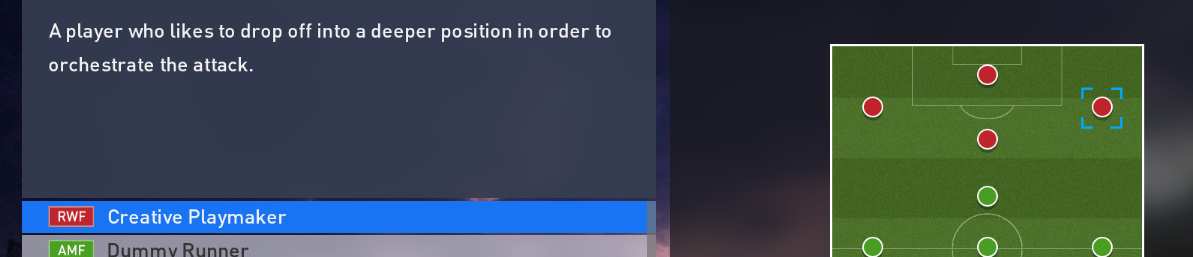 A player who likes to drop off into a deeper position in order to
orchestrate the attack.
RWF Creative Playmaker
AMF Dummy Runner